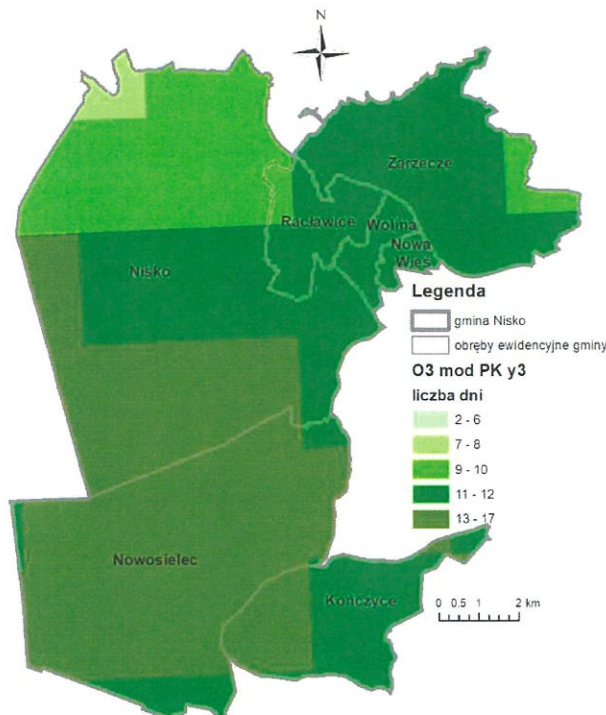 N
Zarzecze
Racławice
Wolina
Nowa
Wieś
Nisko
Legenda
gmina Nisko
obręby ewidencyjne gminy
O3 mod PK y3
liczba dni
2 - 6
7 - 8
9 - 10
11 - 12
13 - 17
Nowosielec
Kończyce
0 0.5 1 2 km